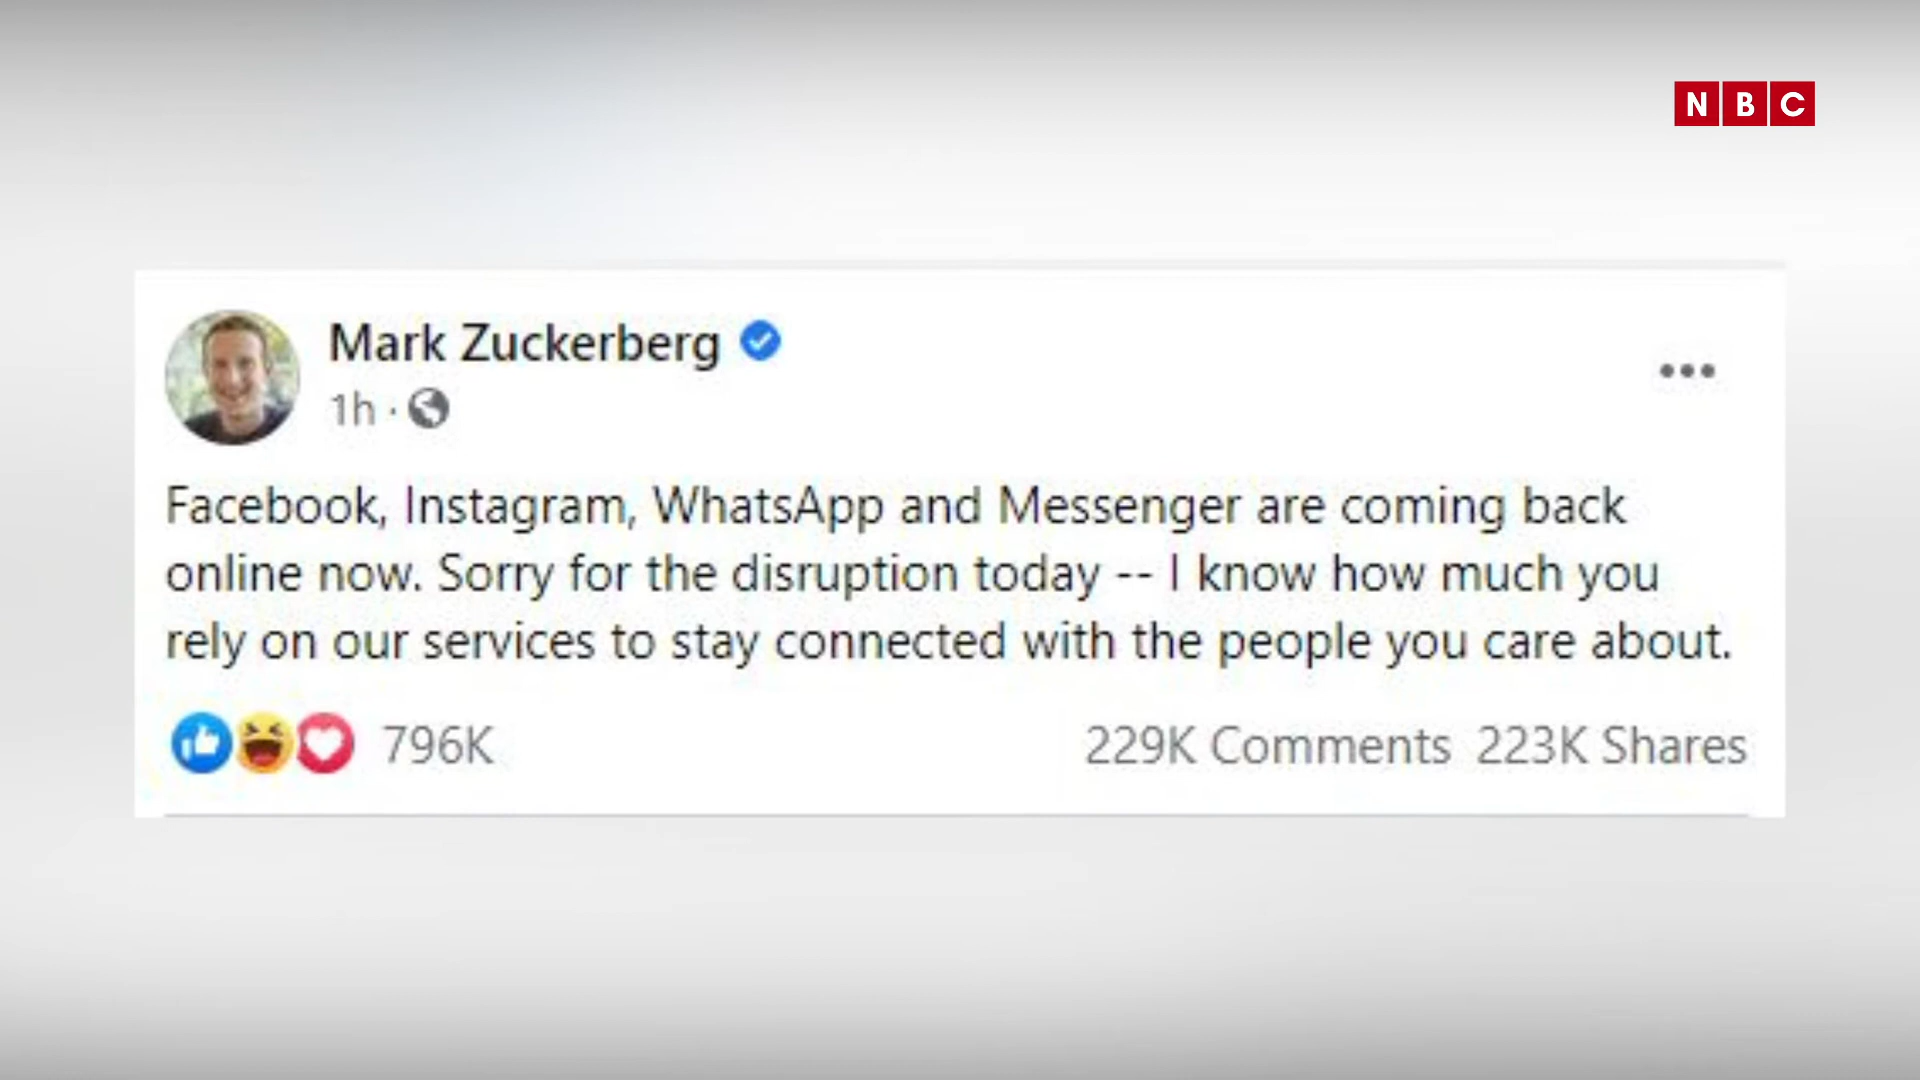 NBC
Mark Zuckerberg
1h ·
Facebook, Instagram, WhatsApp and Messenger are coming back
online now. Sorry for the disruption today -- I know how much you
rely on our services to stay connected with the people you care about.
796K 229K Comments 223K Shares